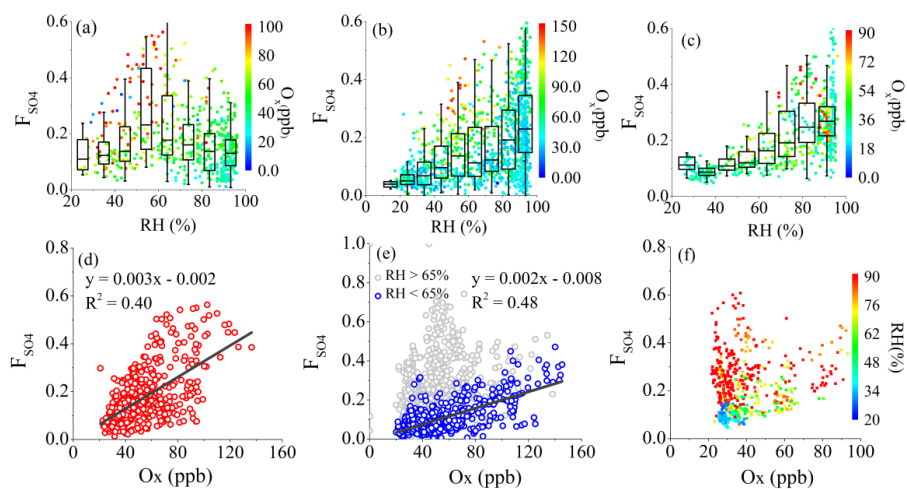 (a)
F_SO4
0.6
0.4
0.2
0.0
20 40 60 80 100
RH (%)
100
80
60
40
20
0.0
O_x(ppb)
(b)
F_SO4
0.6
0.4
0.2
0.0
0 20 40 60 80 100
RH (%)
150
120
90.0
60.0
30.0
0.00
O_x(ppb)
(c)
F_SO4
0.6
0.4
0.2
0.0
20 40 60 80 100
RH (%)
90
72
54
36
18
0.0
O_x(ppb)
(d)
y = 0.003x - 0.002
R² = 0.40
F_SO4
0.8
0.6
0.4
0.2
0.0
0 40 80 120 160
Ox (ppb)
(e)
RH > 65%
RH < 65%
y = 0.002x - 0.008
R² = 0.48
F_SO4
1.0
0.8
0.6
0.4
0.2
0.0
0 40 80 120 160
Ox (ppb)
(f)
F_SO4
0.8
0.6
0.4
0.2
0.0
20 40 60 80 100
Ox (ppb)
90
76
62
48
34
20
RH(%)